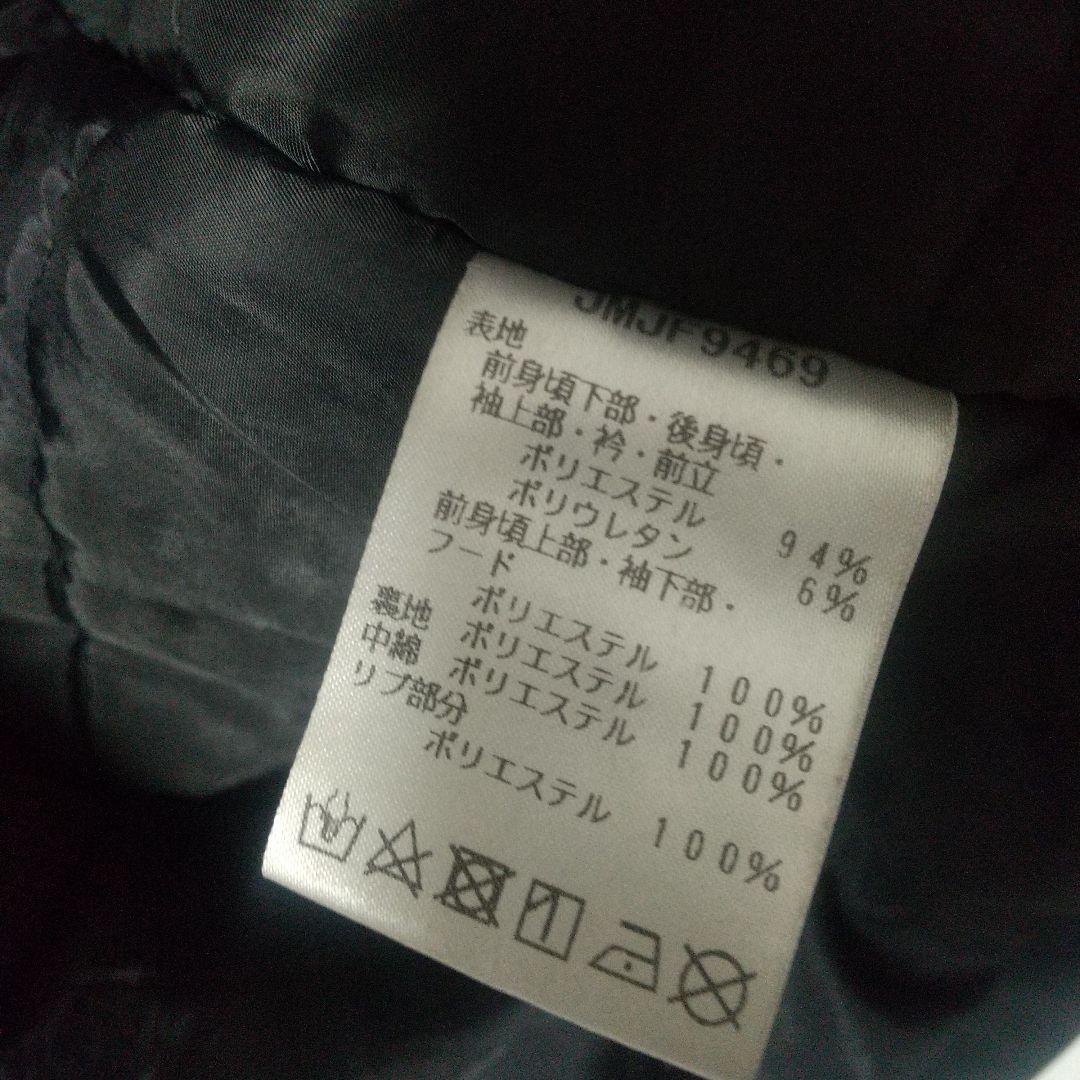 JMJF9469
表地
前身頃下部・後身頃・
袖上部・衿・前立
ポリエステル 94%
ポリウレタン 6%
前身頃上部・袖下部・
フード
ポリエステル 100%
裏地 ポリエステル 100%
中綿 ポリエステル 100%
リブ部分
ポリエステル 100%